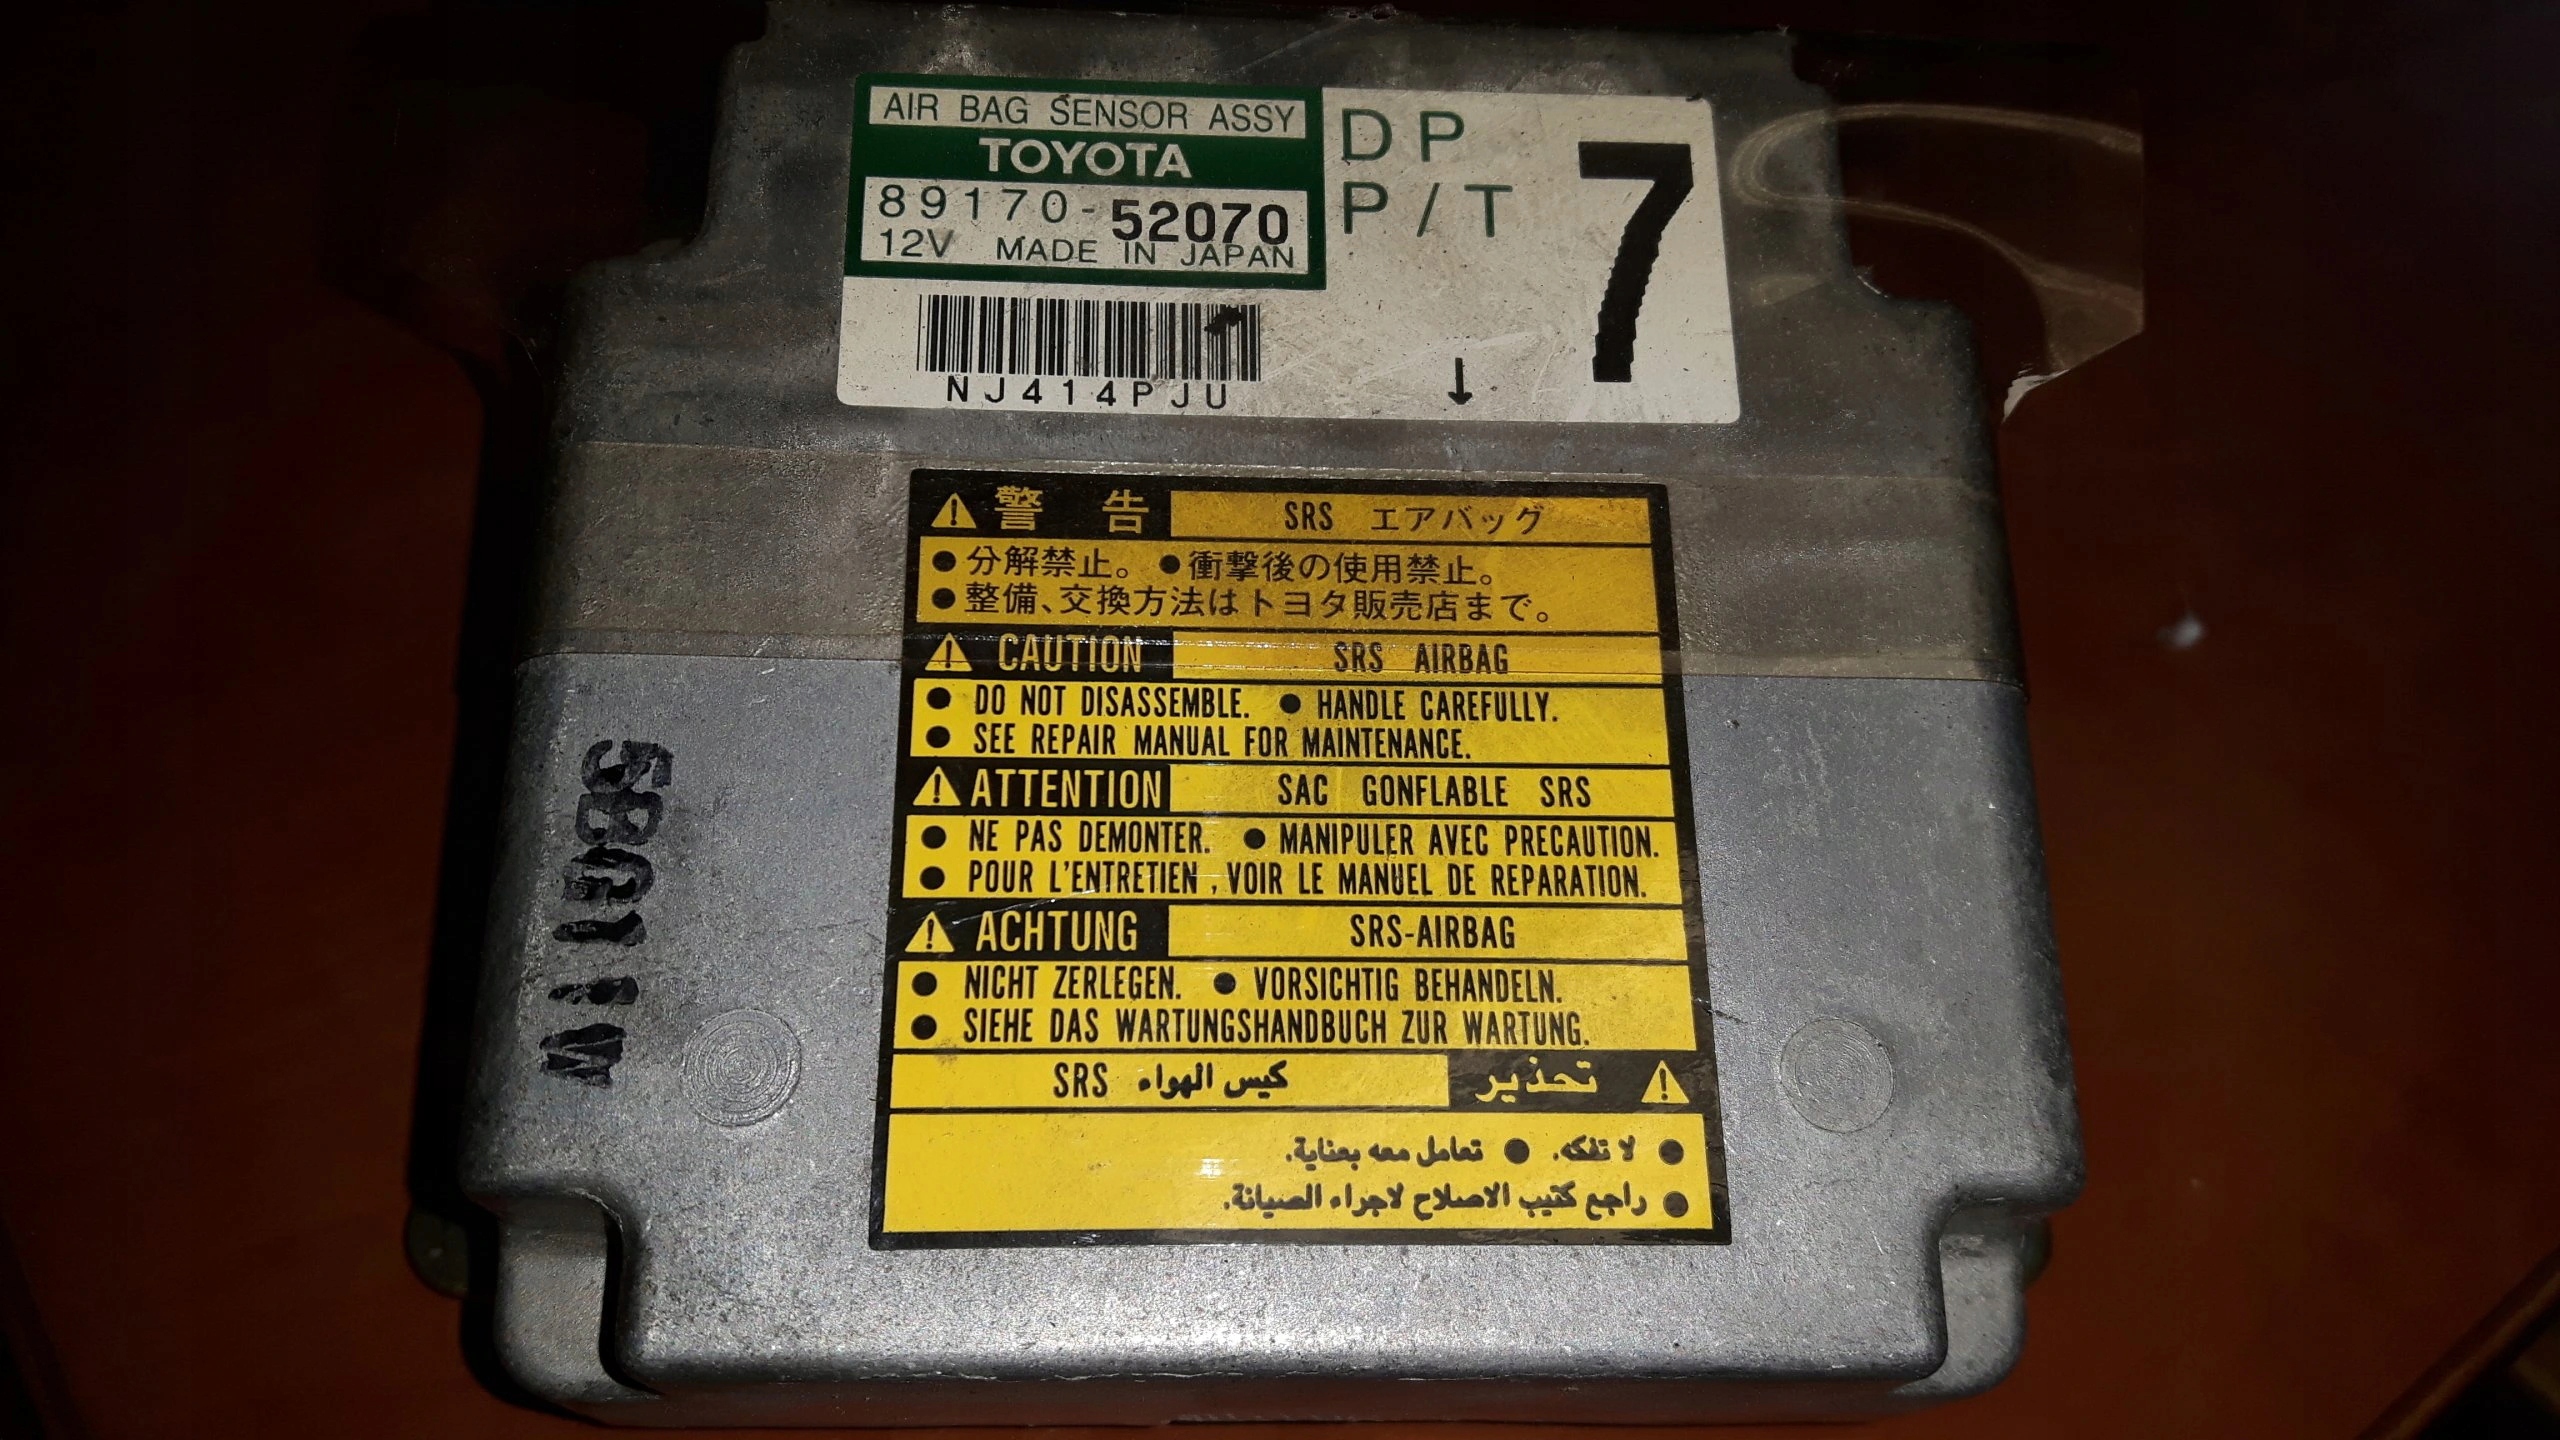 AIR BAG SENSOR ASSY
TOYOTA
89170-52070
12V MADE IN JAPAN
DP
P/T
7
NJ414PJU
↓
警告 SRS エアバッグ
● 分解禁止。 ● 衝撃後の使用禁止。
● 整備、交換方法はトヨタ販売店まで。
CAUTION SRS AIRBAG
● DO NOT DISASSEMBLE. ● HANDLE CAREFULLY.
● SEE REPAIR MANUAL FOR MAINTENANCE.
ATTENTION SAC GONFLABLE SRS
● NE PAS DEMONTER. ● MANIPULER AVEC PRECAUTION.
● POUR L'ENTRETIEN , VOIR LE MANUEL DE REPARATION.
ACHTUNG SRS-AIRBAG
● NICHT ZERLEGEN. ● VORSICHTIG BEHANDELN.
● SIEHE DAS WARTUNGSHANDBUCH ZUR WARTUNG.
تحذير كيس الهواء SRS
● لا تفكه. ● تعامل معه بعناية.
● راجع كتيب الاصلاح لاجراء الصيانة.